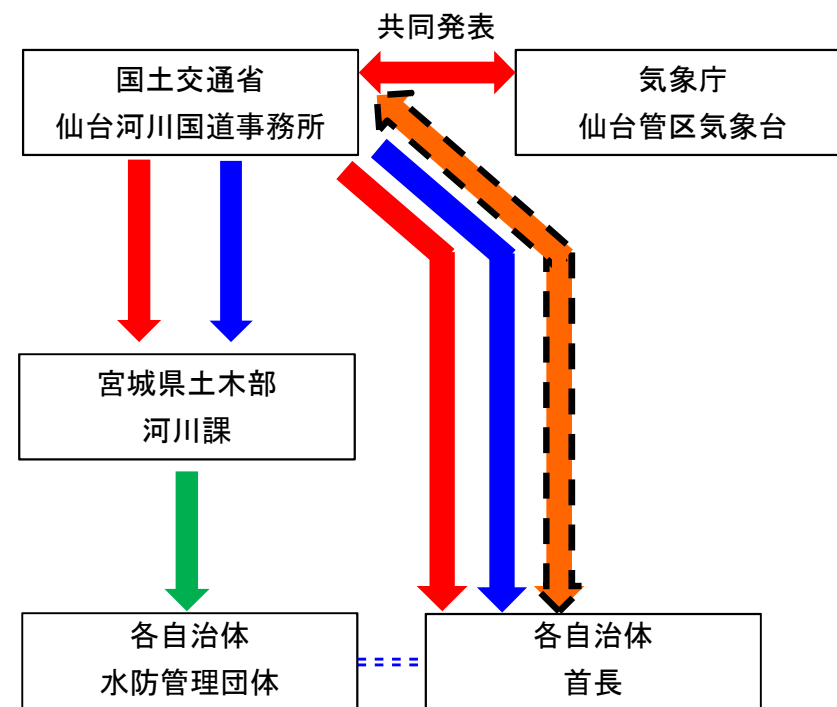 共同発表
国土交通省
仙台河川国道事務所
気象庁
仙台管区気象台
宮城県土木部
河川課
各自治体
水防管理団体
各自治体
首長